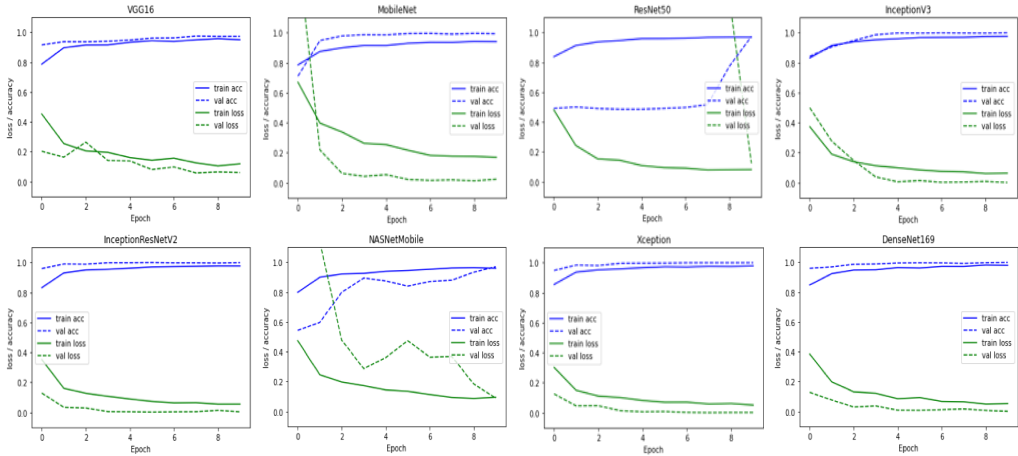 VGG16
1.0
0.8
0.6
0.4
0.2
0.0
loss / accuracy
train acc
val acc
train loss
val loss
0 2 4 6 8
Epoch
MobileNet
1.0
0.8
0.6
0.4
0.2
0.0
loss / accuracy
train acc
val acc
train loss
val loss
0 2 4 6 8
Epoch
ResNet50
1.0
0.8
0.6
0.4
0.2
0.0
loss / accuracy
train acc
val acc
train loss
val loss
0 2 4 6 8
Epoch
InceptionV3
1.0
0.8
0.6
0.4
0.2
0.0
loss / accuracy
train acc
val acc
train loss
val loss
0 2 4 6 8
Epoch
InceptionResNetV2
1.0
0.8
0.6
0.4
0.2
0.0
loss / accuracy
train acc
val acc
train loss
val loss
0 2 4 6 8
Epoch
NASNetMobile
1.0
0.8
0.6
0.4
0.2
0.0
loss / accuracy
train acc
val acc
train loss
val loss
0 2 4 6 8
Epoch
Xception
1.0
0.8
0.6
0.4
0.2
0.0
loss / accuracy
train acc
val acc
train loss
val loss
0 2 4 6 8
Epoch
DenseNet169
1.0
0.8
0.6
0.4
0.2
0.0
loss / accuracy
train acc
val acc
train loss
val loss
0 2 4 6 8
Epoch